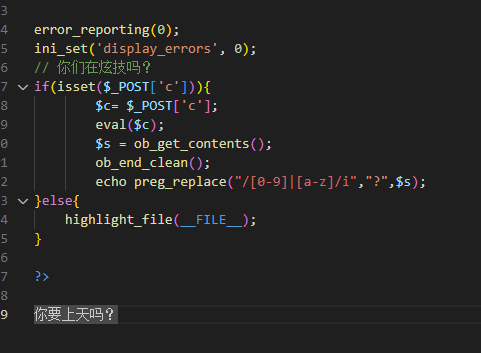 3
4 error_reporting(0);
5 ini_set('display_errors', 0);
6 // 你们在炫技吗？
7 if(isset($_POST['c'])){
8 $c= $_POST['c'];
9 eval($c);
0 $s = ob_get_contents();
1 ob_end_clean();
2 echo preg_replace("/[0-9]|[a-z]/i","?",$s);
3 }else{
4 highlight_file(__FILE__);
5 }
6
7 ?>
8
9 你要上天吗？